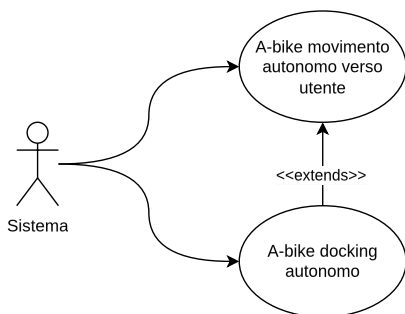 A-bike movimento
autonomo verso
utente
<<extends>>
Sistema
A-bike docking
autonomo